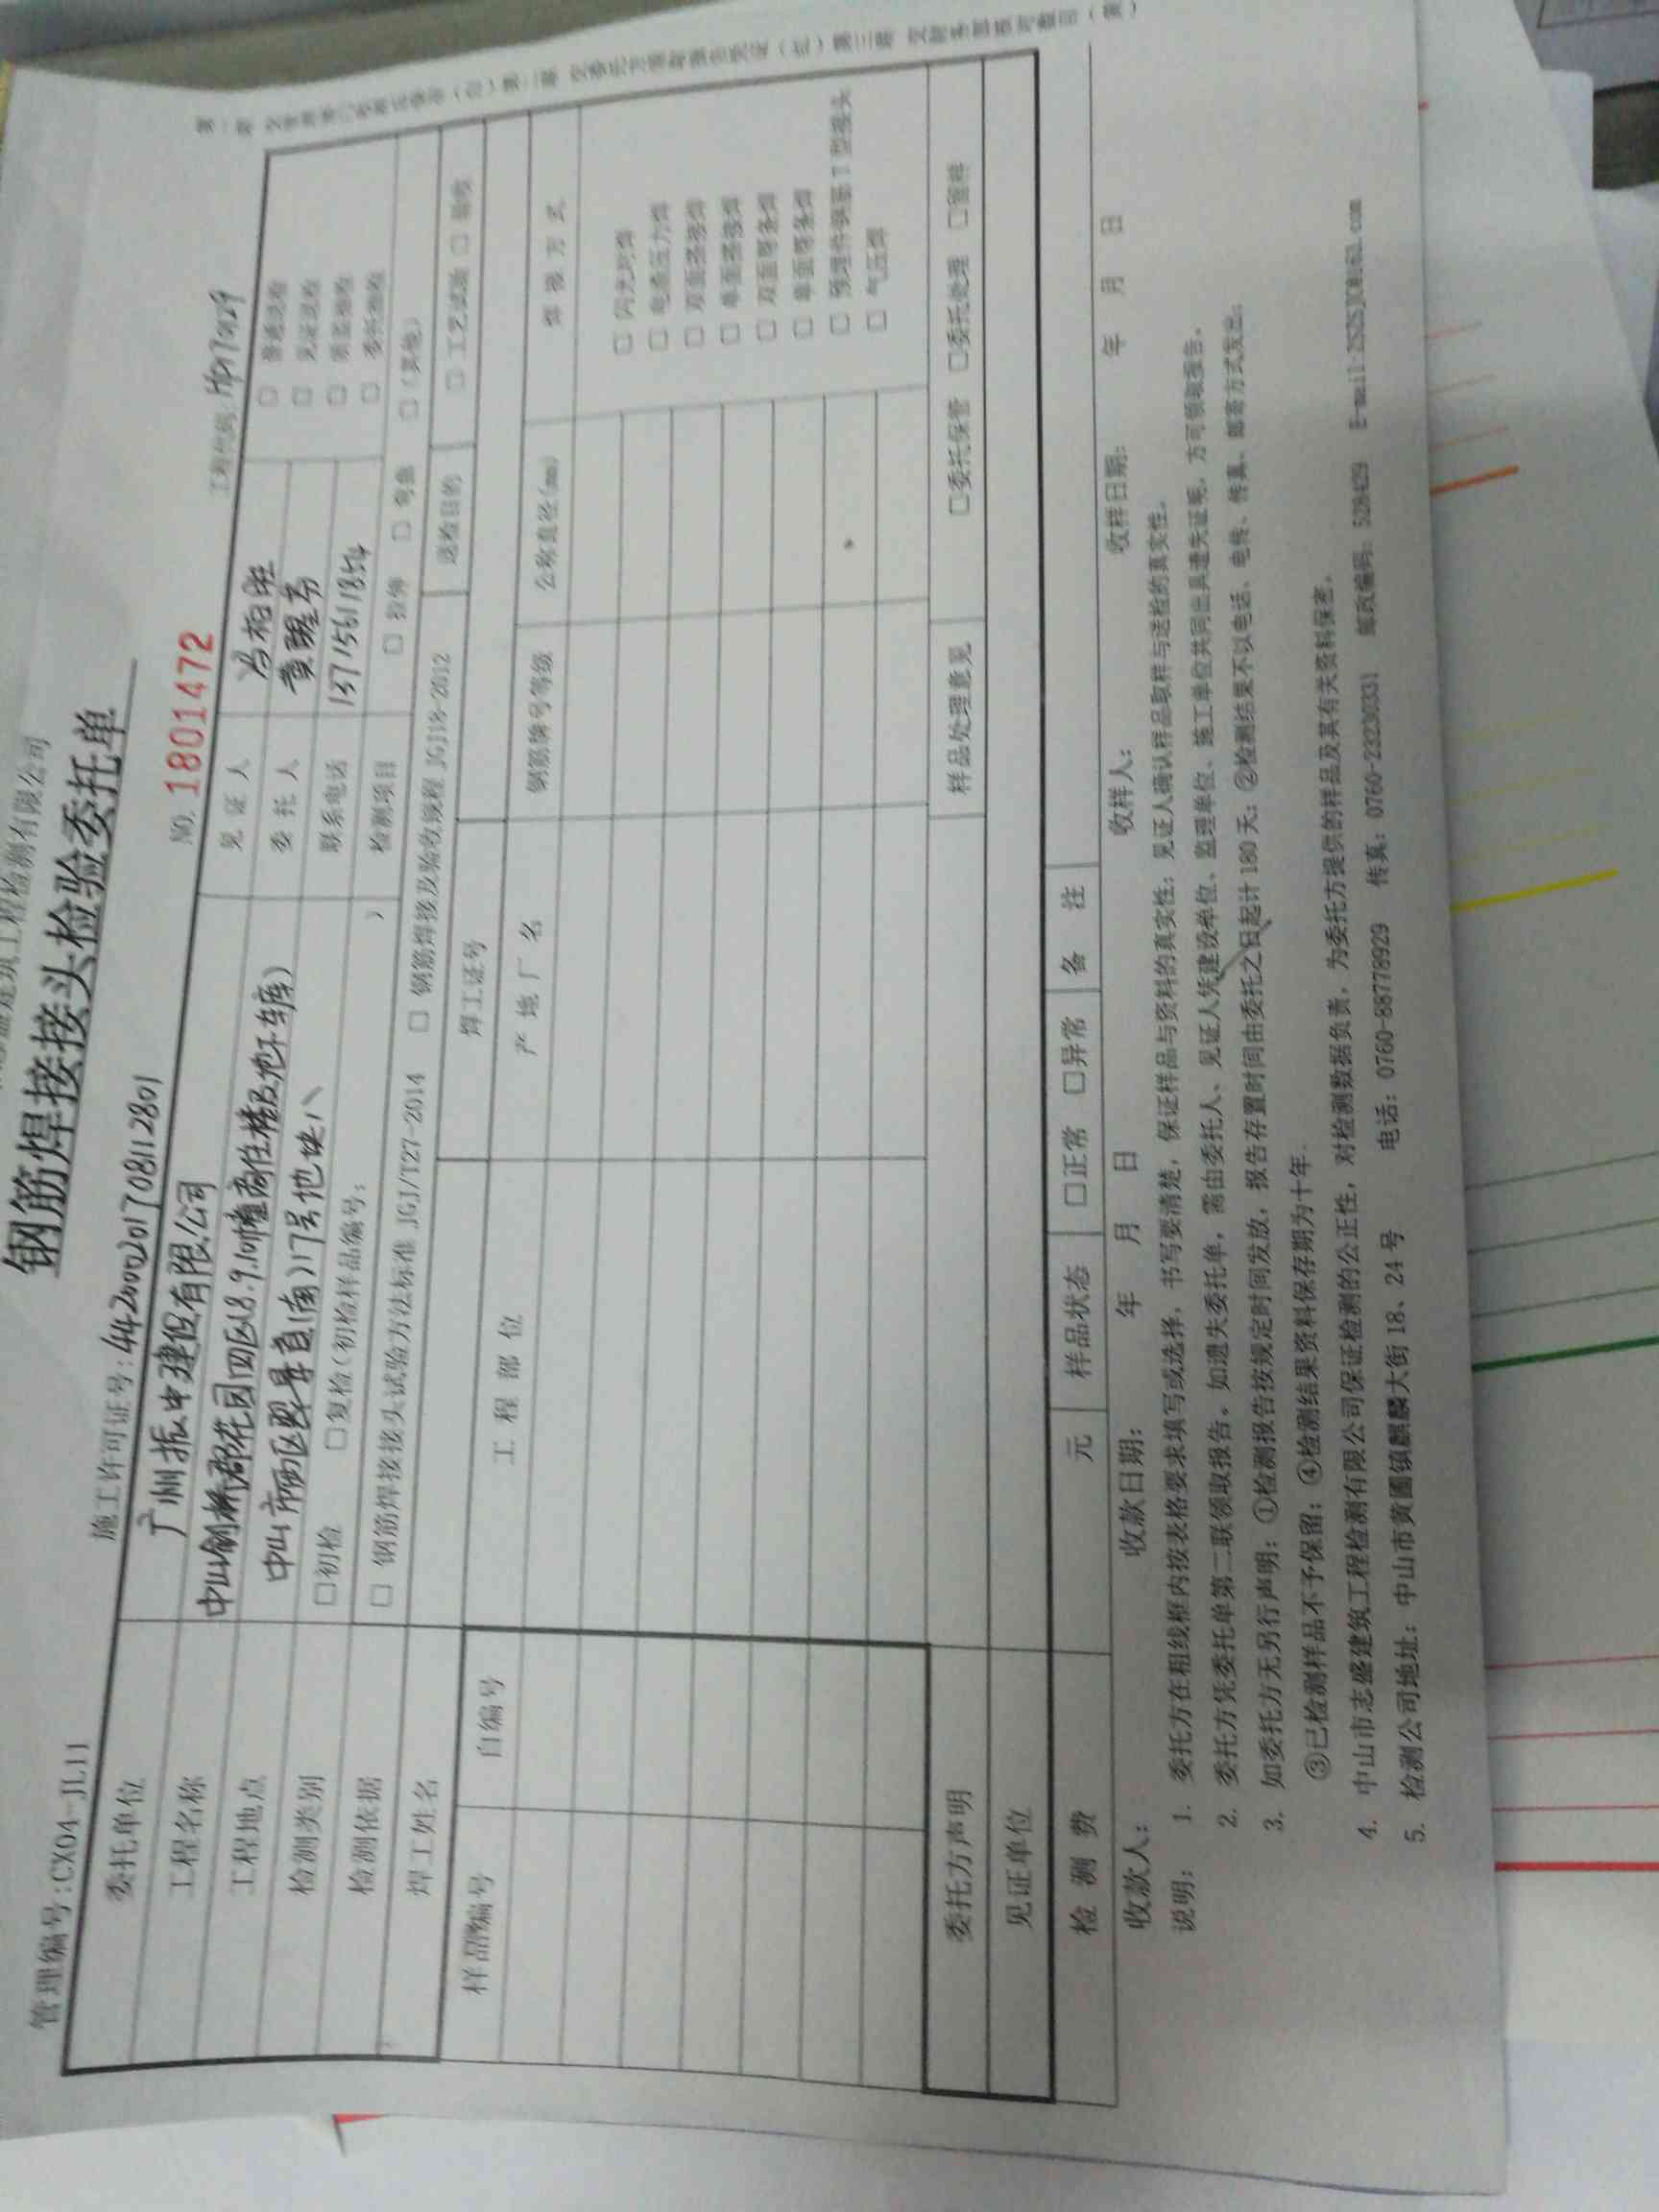 建筑工程检测有限公司
钢筋焊接接头检验委托单
管理编号:CX04-JL11
施工许可证号:442000201708112801
NO. 1801472
工程代码:
委托单位 广州振中建设有限公司 见证人
工程名称 中山 花园四区8.9.10幢商住楼及地下车库) 委托人
工程地点 中山市西区翠景道(南)17号地块八 联系电话 13715611854
检测类别 □初检 □复检(初检样品编号: ) 检测项目 □拉伸 □弯曲 □(其他)
□普通送检
□见证送检
□质监抽检
□委托抽检
检测依据 □ 钢筋焊接接头试验方法标准 JGJ/T27-2014 □ 钢筋焊接及验收规程 JGJ18-2012 送检目的 □工艺试验 □验收
焊工姓名 焊工证号
样品编号 自编号 工程部位 产地厂名 钢筋牌号等级 公称直径(mm) 焊接方式
□ 闪光对焊
□ 电渣压力焊
□ 双面搭接焊
□ 单面搭接焊
□ 双面帮条焊
□ 单面帮条焊
□ 预埋件钢筋T型接头
□ 气压焊
委托方声明 样品处理意见 □委托保管 □委托处理 □留样
见证单位
检测费 元 样品状态 □正常 □异常 备注
收款人: 收款日期: 年 月 日 收样人: 收样日期: 年 月 日
说明: 1. 委托方在粗线框内按表格要求填写或选择,书写要清楚,保证样品与资料的真实性;见证人确认样品取样与送检的真实性。
2. 委托方凭委托单第二联领取报告。如遗失委托单,需由委托人、见证人凭建设单位、监理单位、施工单位共同出具遗失证明,方可领取报告。
3. 如委托方无另行声明:①检测报告按规定时间发放,报告存置时间由委托之日起计180天;②检测结果不以电话、电传、传真、邮寄方式发出;
③已检测样品不予保留;④检测结果资料保存期为十年.
4. 中山市志盛建筑工程检测有限公司保证检测的公正性,对检测数据负责,为委托方提供的样品及其有关资料保密。
5. 检测公司地址:中山市黄圃镇麒麟大街18、24号 电话:0760-88778929 传真:0760-23230331 邮政编码:528429